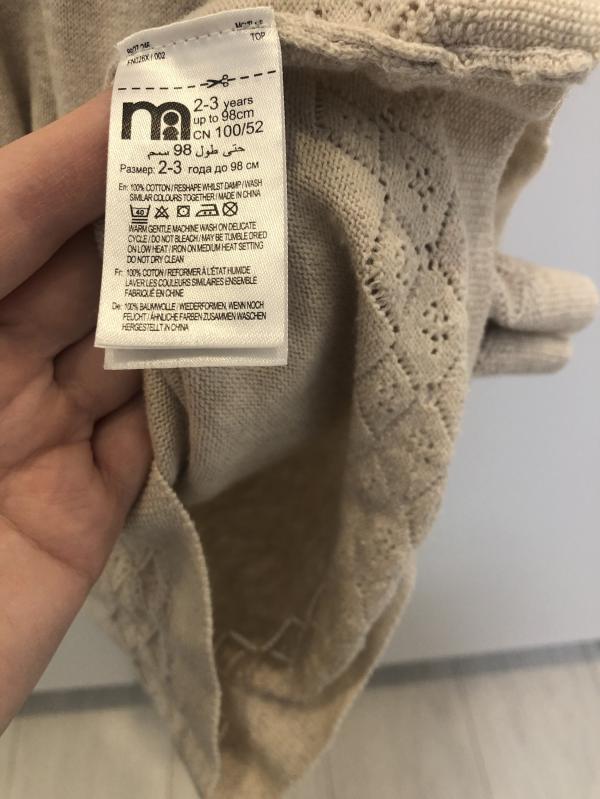 TOP
2-3 years
up to 98cm
CN 100/52
حتى طول 98 سم
Размер: 2-3 года до 98 см
En: 100% COTTON / RESHAPE WHILST DAMP / WASH
SIMILAR COLOURS TOGETHER / MADE IN CHINA
40
WARM GENTLE MACHINE WASH ON DELICATE
CYCLE / DO NOT BLEACH / MAY BE TUMBLE DRIED
ON LOW HEAT / IRON ON MEDIUM HEAT SETTING
DO NOT DRY CLEAN
Fr: 100% COTON / REFORMER À L'ÉTAT HUMIDE
LAVER LES COULEURS SIMILAIRES ENSEMBLE
FABRIQUÉ EN CHINE
De: 100% BAUMWOLLE / WIEDERFORMEN, WENN NOCH
FEUCHT / ÄHNLICHE FARBEN ZUSAMMEN WASCHEN
HERGESTELLT IN CHINA